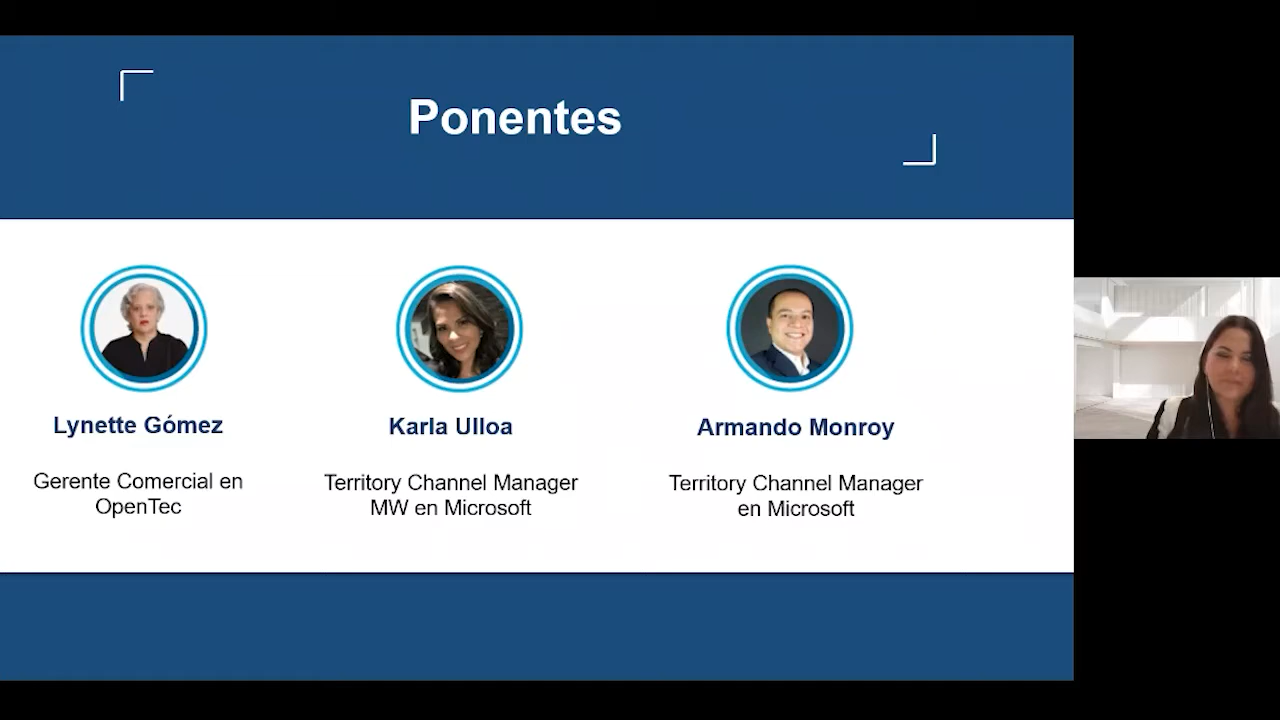 Ponentes
Lynette Gómez
Gerente Comercial en
OpenTec
Karla Ulloa
Territory Channel Manager
MW en Microsoft
Armando Monroy
Territory Channel Manager
en Microsoft